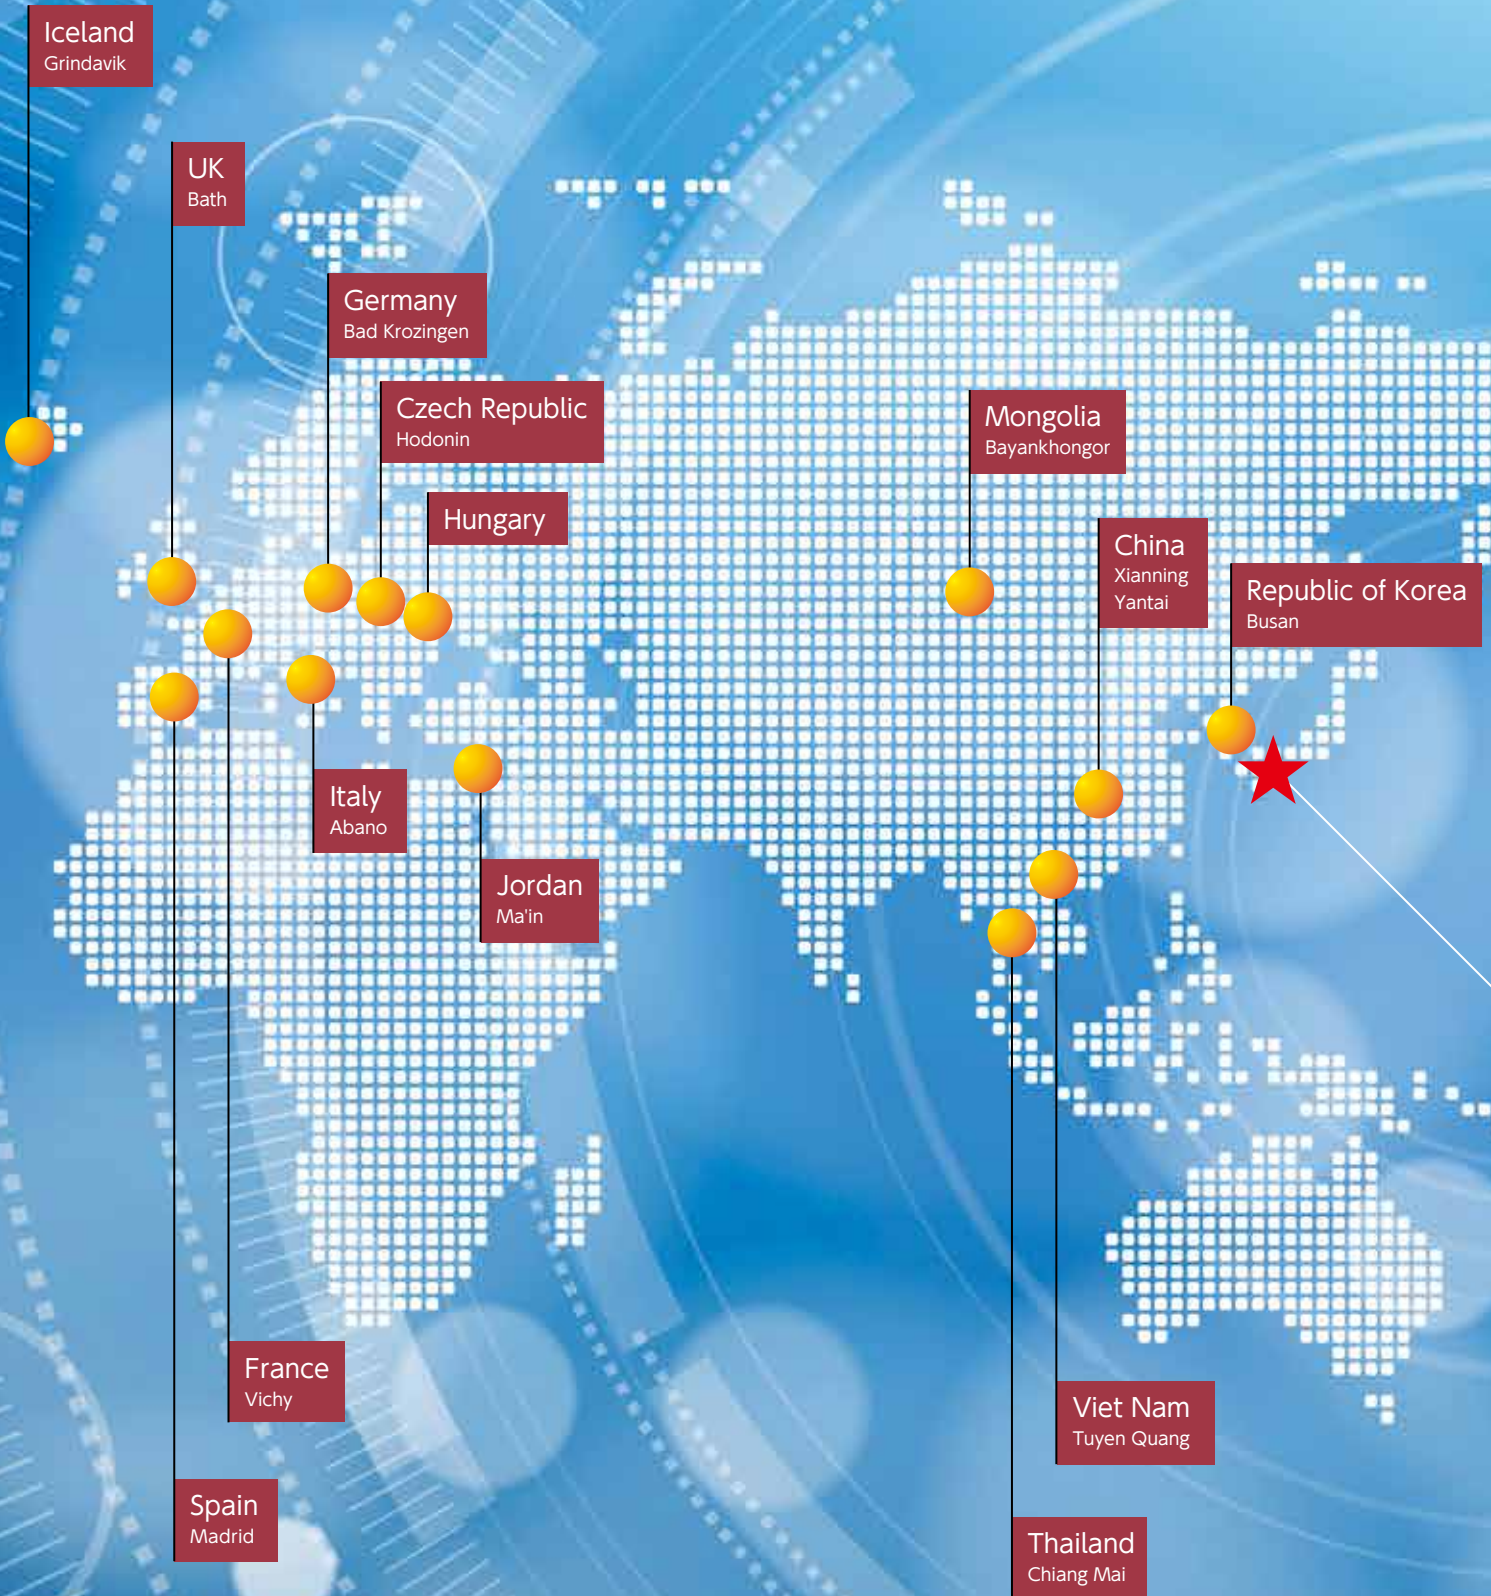 Iceland
Grindavik
UK
Bath
Germany
Bad Krozingen
Czech Republic
Hodonin
Mongolia
Bayankhongor
Hungary
China
Xianning
Yantai
Republic of Korea
Busan
Italy
Abano
Jordan
Ma'in
France
Vichy
Viet Nam
Tuyen Quang
Spain
Madrid
Thailand
Chiang Mai